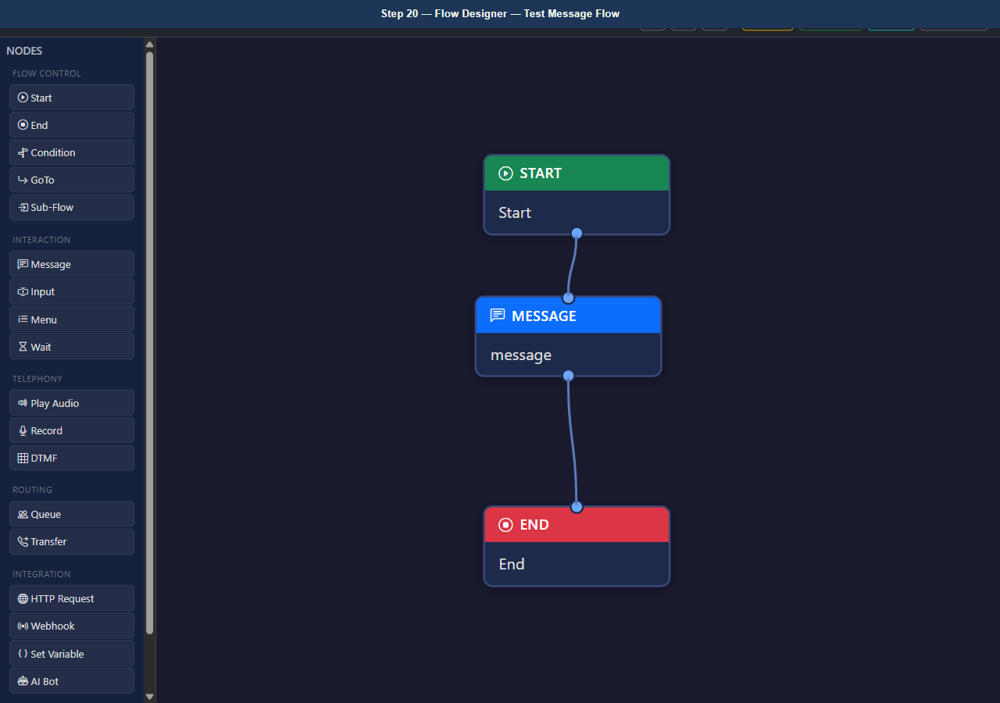 Step 20 — Flow Designer — Test Message Flow
NODES
FLOW CONTROL
Start
End
Condition
GoTo
Sub-Flow
INTERACTION
Message
Input
Menu
Wait
TELEPHONY
Play Audio
Record
DTMF
ROUTING
Queue
Transfer
INTEGRATION
HTTP Request
Webhook
Set Variable
AI Bot
START
Start
MESSAGE
message
END
End